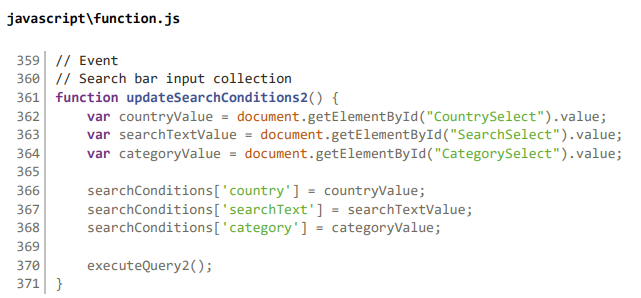 javascript\function.js
359 // Event
360 // Search bar input collection
361 function updateSearchConditions2() {
362     var countryValue = document.getElementById("CountrySelect").value;
363     var searchTextValue = document.getElementById("SearchSelect").value;
364     var categoryValue = document.getElementById("CategorySelect").value;
365
366     searchConditions['country'] = countryValue;
367     searchConditions['searchText'] = searchTextValue;
368     searchConditions['category'] = categoryValue;
369
370     executeQuery2();
371 }